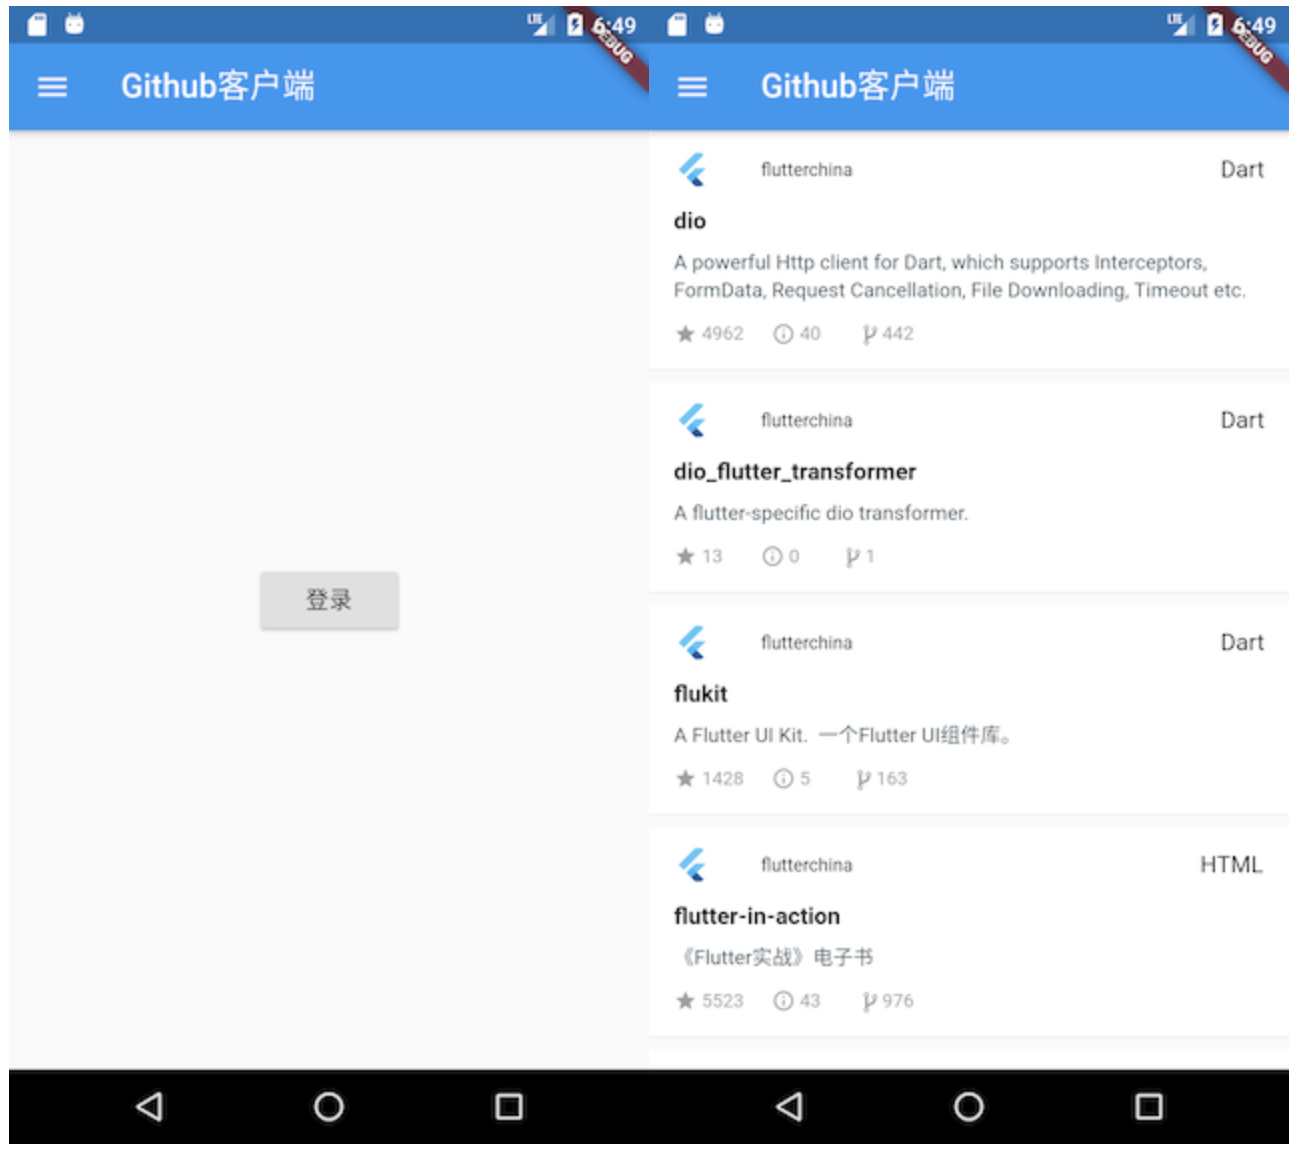 LTE 6:49
DEBUG
Github客户端
登录
LTE 6:49
DEBUG
Github客户端
flutterchina Dart
dio
A powerful Http client for Dart, which supports Interceptors,
FormData, Request Cancellation, File Downloading, Timeout etc.
4962 40 442
flutterchina Dart
dio_flutter_transformer
A flutter-specific dio transformer.
13 0 1
flutterchina Dart
flukit
A Flutter UI Kit. 一个Flutter UI组件库。
1428 5 163
flutterchina HTML
flutter-in-action
《Flutter实战》电子书
5523 43 976